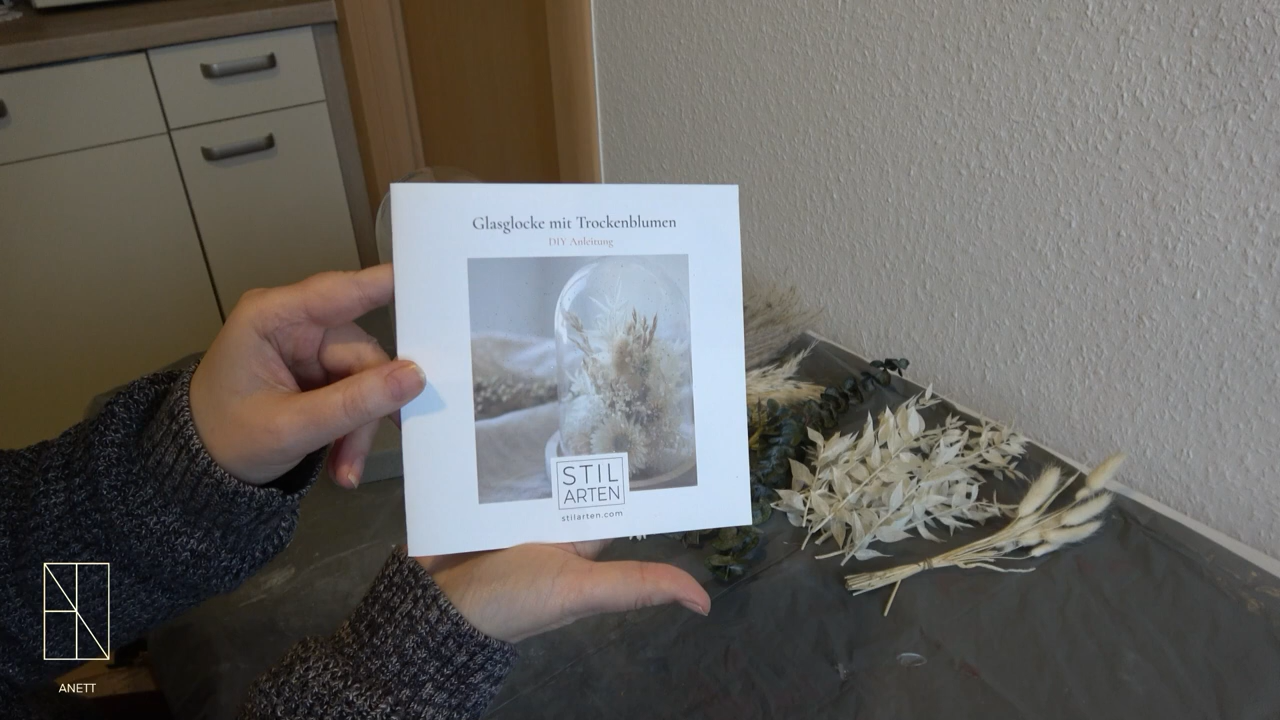 Glasglocke mit Trockenblumen
DIY Anleitung
STIL
ARTEN
stilarten.com
ANETT